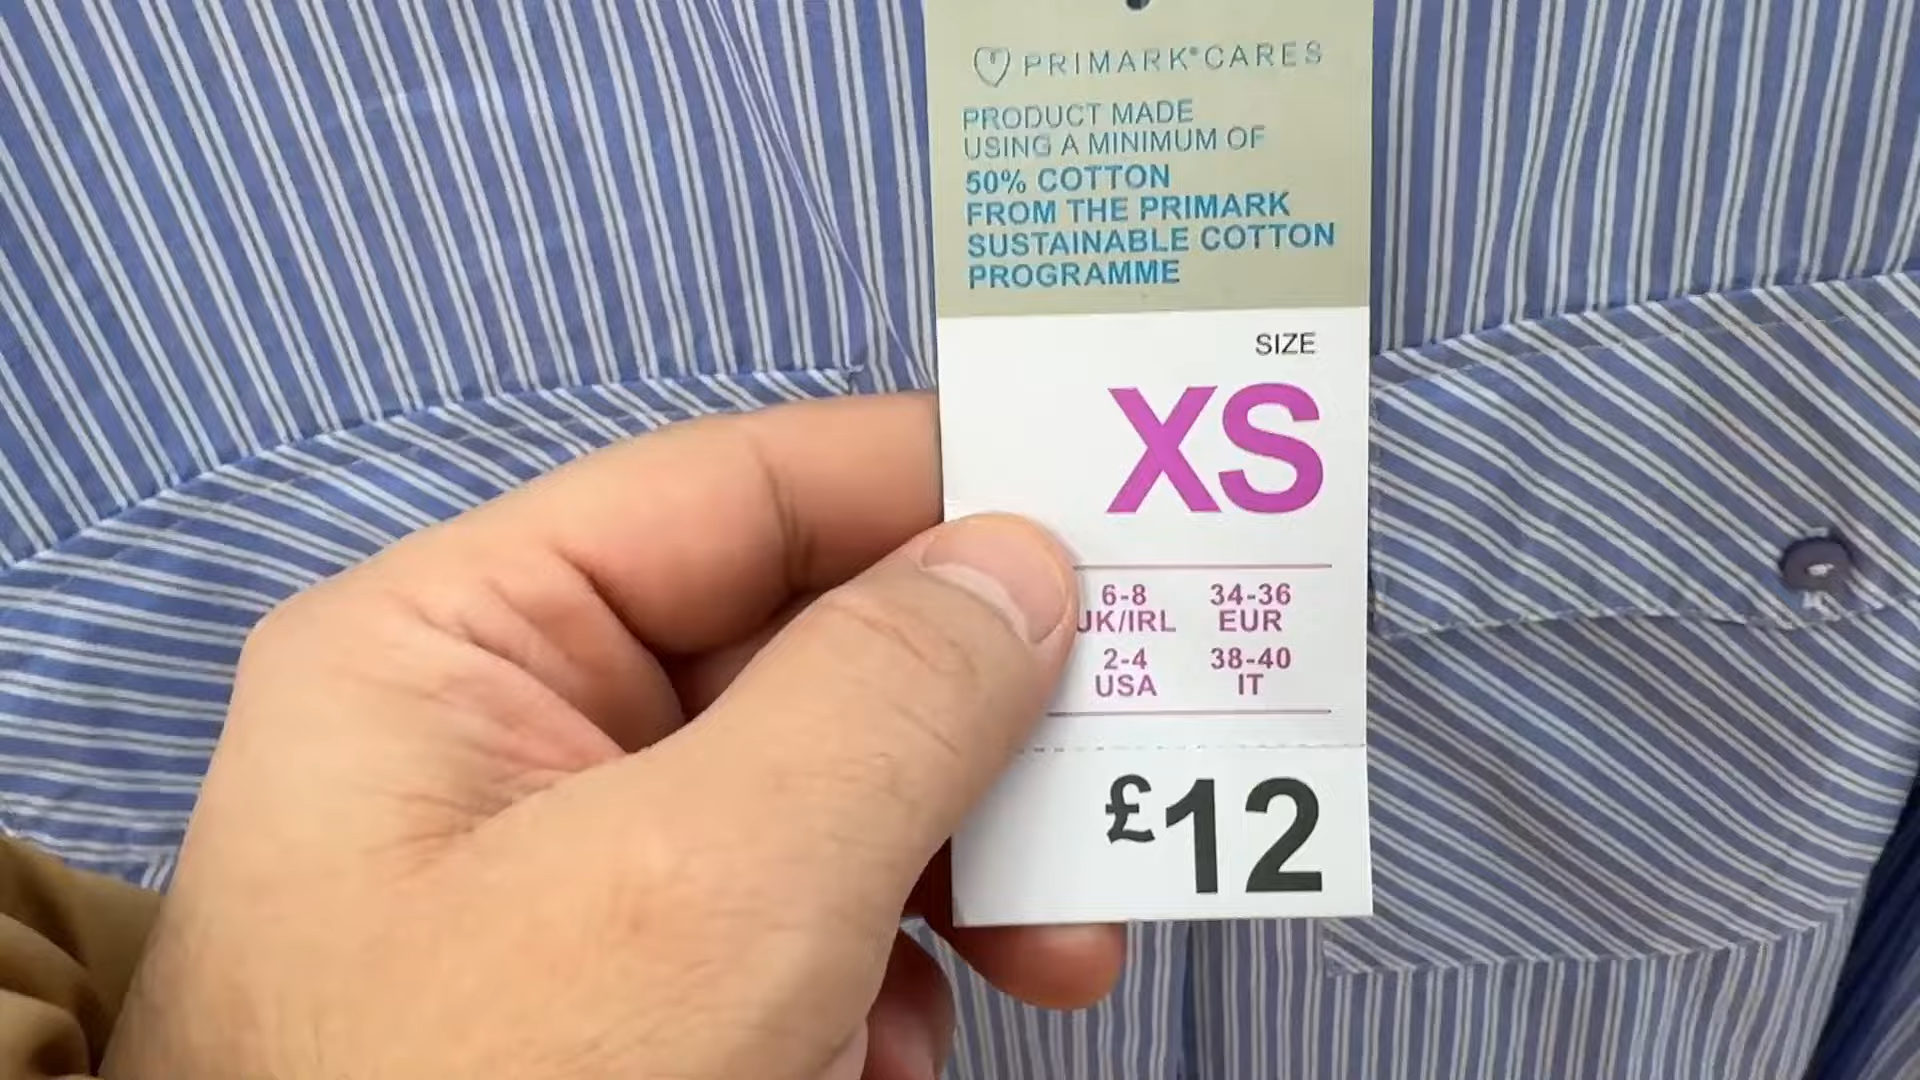 PRIMARK®CARES
PRODUCT MADE
USING A MINIMUM OF
50% COTTON
FROM THE PRIMARK
SUSTAINABLE COTTON
PROGRAMME
SIZE
XS
6-8 34-36
UK/IRL EUR
2-4 38-40
USA IT
£12